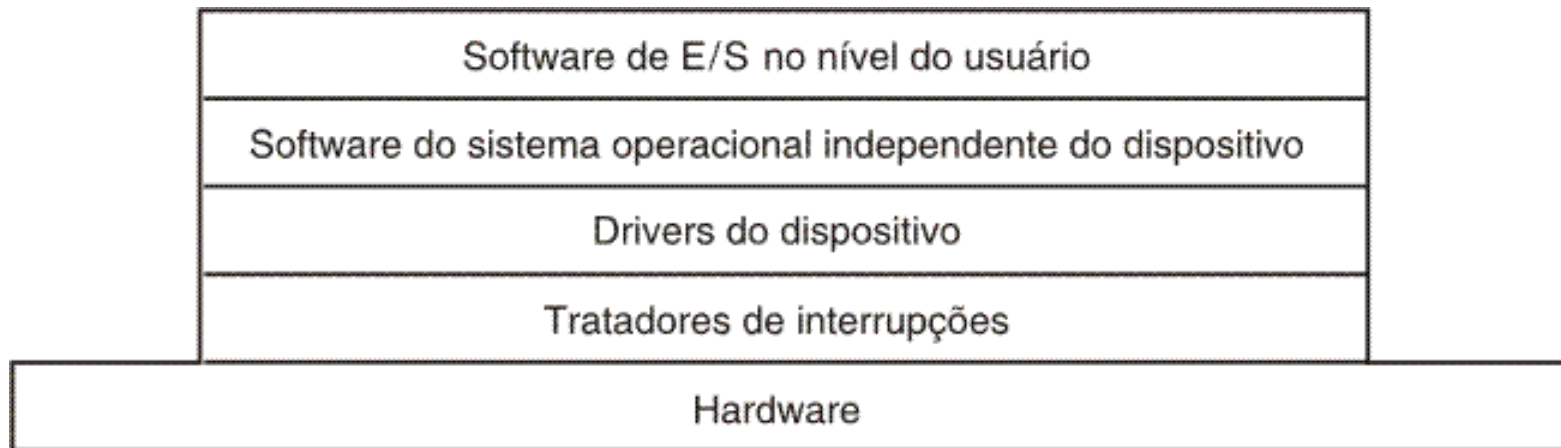 Software de E/S no nível do usuário
Software do sistema operacional independente do dispositivo
Drivers do dispositivo
Tratadores de interrupções
Hardware